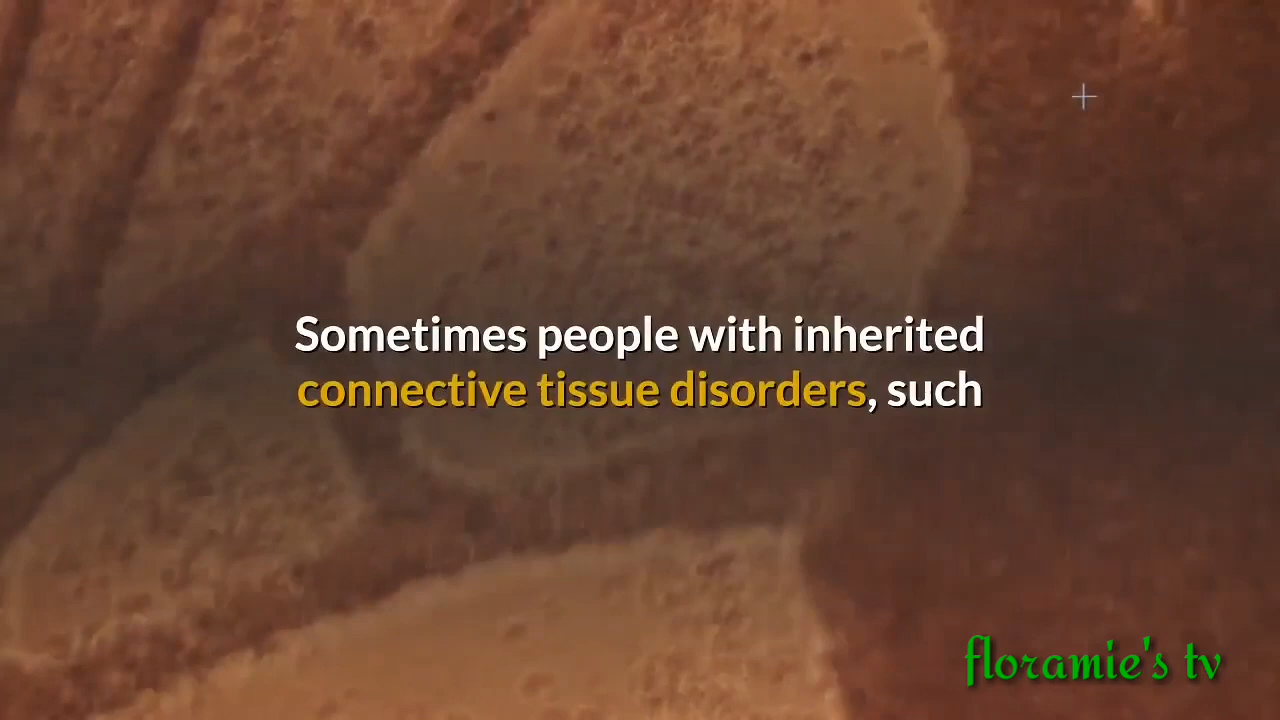 Sometimes people with inherited
connective tissue disorders, such
floramie's tv